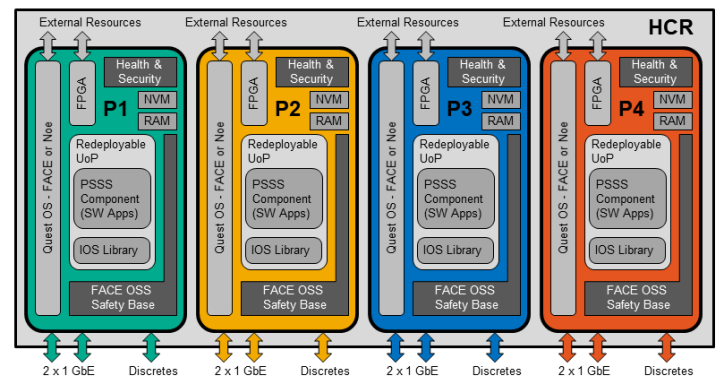 External Resources
External Resources
External Resources
External Resources
HCR
Quest OS - FACE or Noe
FPGA
Health &
Security
P1
NVM
RAM
Redeployable
UoP
PSSS
Component
(SW Apps)
IOS Library
FACE OSS
Safety Base
Quest OS - FACE or Noe
FPGA
Health &
Security
P2
NVM
RAM
Redeployable
UoP
PSSS
Component
(SW Apps)
IOS Library
FACE OSS
Safety Base
Quest OS - FACE or Noe
FPGA
Health &
Security
P3
NVM
RAM
Redeployable
UoP
PSSS
Component
(SW Apps)
IOS Library
FACE OSS
Safety Base
Quest OS - FACE or Noe
FPGA
Health &
Security
P4
NVM
RAM
Redeployable
UoP
PSSS
Component
(SW Apps)
IOS Library
FACE OSS
Safety Base
2 x 1 GbE
Discretes
2 x 1 GbE
Discretes
2 x 1 GbE
Discretes
2 x 1 GbE
Discretes